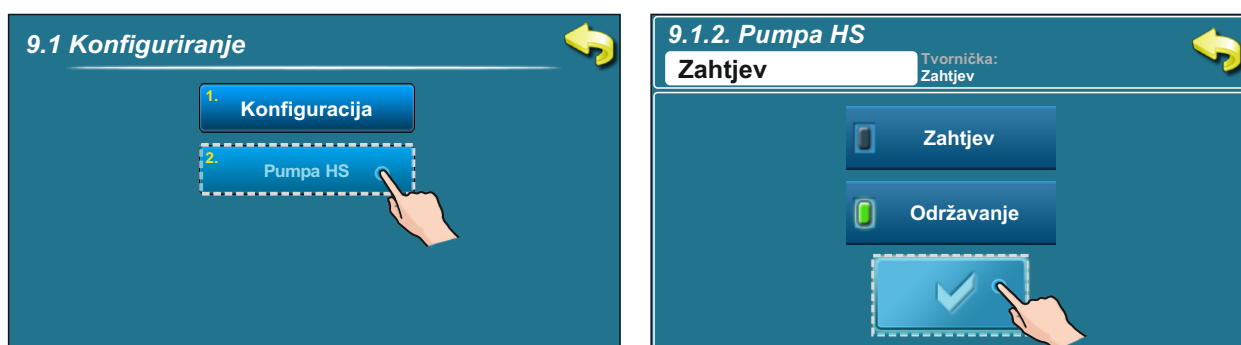 9.1 Konfiguriranje
1.
Konfiguracija
2.
Pumpa HS
9.1.2. Pumpa HS
Zahtjev
Tvornička:
Zahtjev
Zahtjev
Održavanje